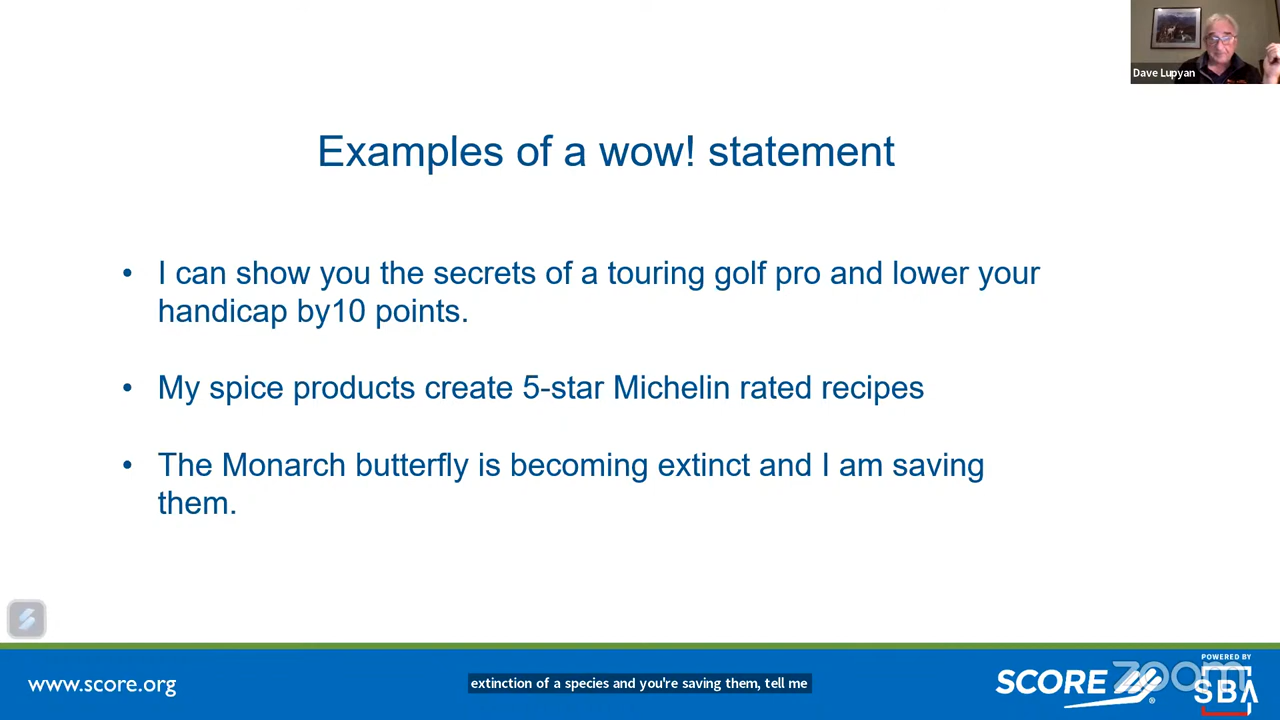 Dave Lupyan
Examples of a wow! statement
• I can show you the secrets of a touring golf pro and lower your
handicap by10 points.
• My spice products create 5-star Michelin rated recipes
• The Monarch butterfly is becoming extinct and I am saving
them.
www.score.org
extinction of a species and you're saving them, tell me
SCORE
®
zoom
POWERED BY
SBA